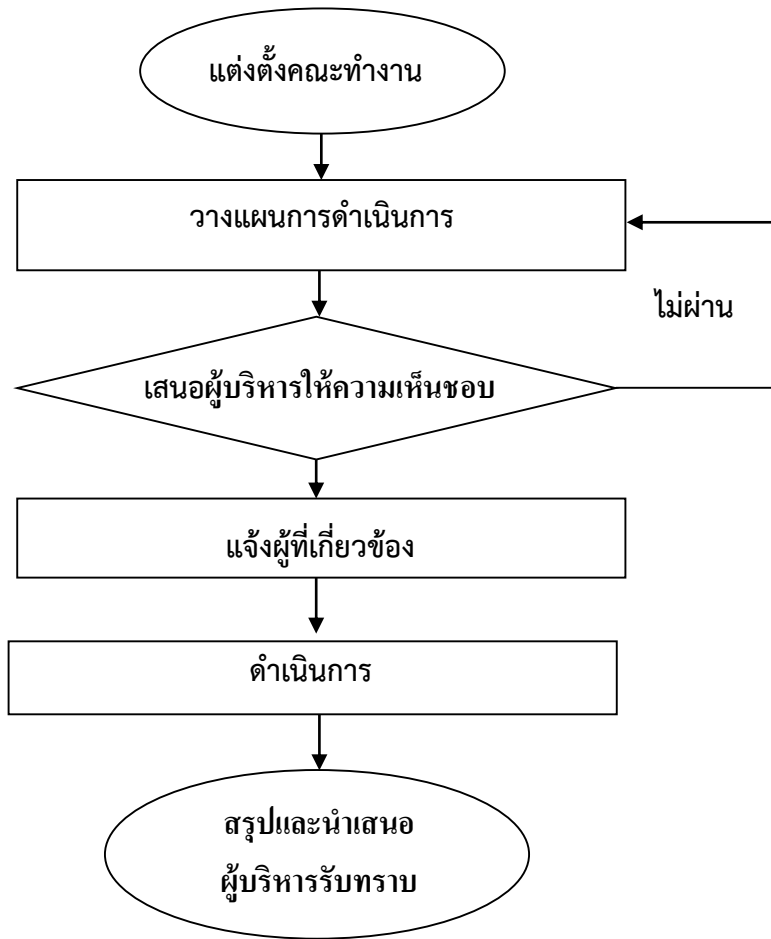 แต่งตั้งคณะทำงาน
วางแผนการดำเนินการ
ไม่ผ่าน
เสนอผู้บริหารให้ความเห็นชอบ
แจ้งผู้ที่เกี่ยวข้อง
ดำเนินการ
สรุปและนำเสนอ
ผู้บริหารรับทราบ